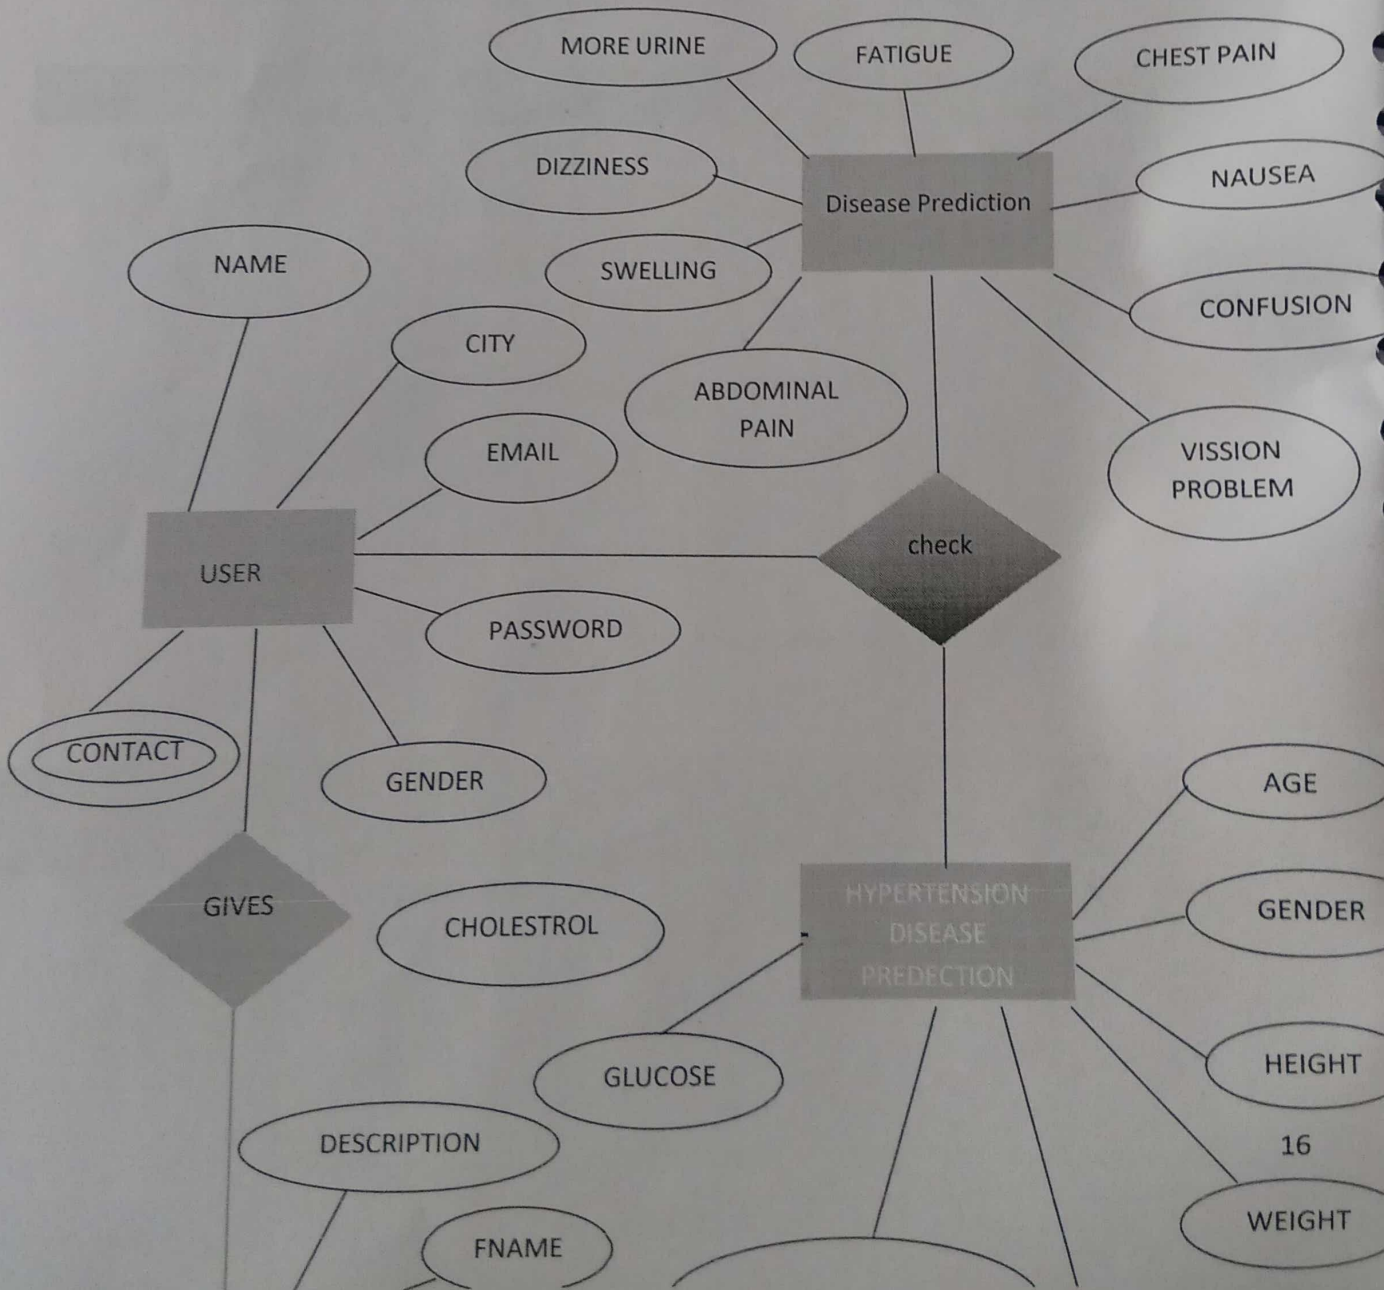 MORE URINE
FATIGUE
CHEST PAIN
DIZZINESS
NAUSEA
Disease Prediction
NAME
SWELLING
CONFUSION
CITY
ABDOMINAL
PAIN
EMAIL
VISSION
PROBLEM
check
USER
PASSWORD
CONTACT
GENDER
AGE
GIVES
CHOLESTROL
HYPERTENSION
DISEASE
PREDECTION
GENDER
GLUCOSE
HEIGHT
DESCRIPTION
16
FNAME
WEIGHT